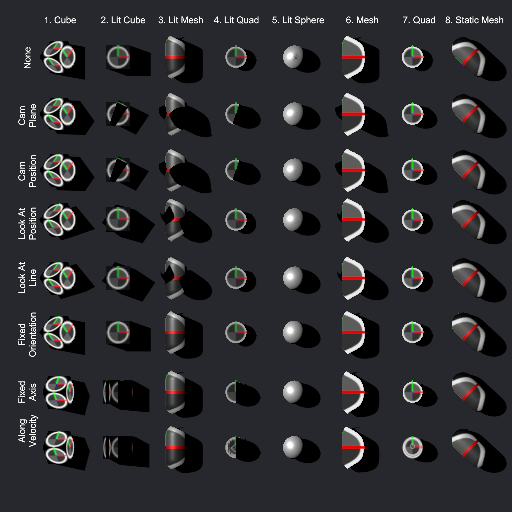 1. Cube 2. Lit Cube 3. Lit Mesh 4. Lit Quad 5. Lit Sphere 6. Mesh 7. Quad 8. Static Mesh
None
Cam
Plane
Cam
Position
Look At
Position
Look At
Line
Fixed
Orientation
Fixed
Axis
Along
Velocity